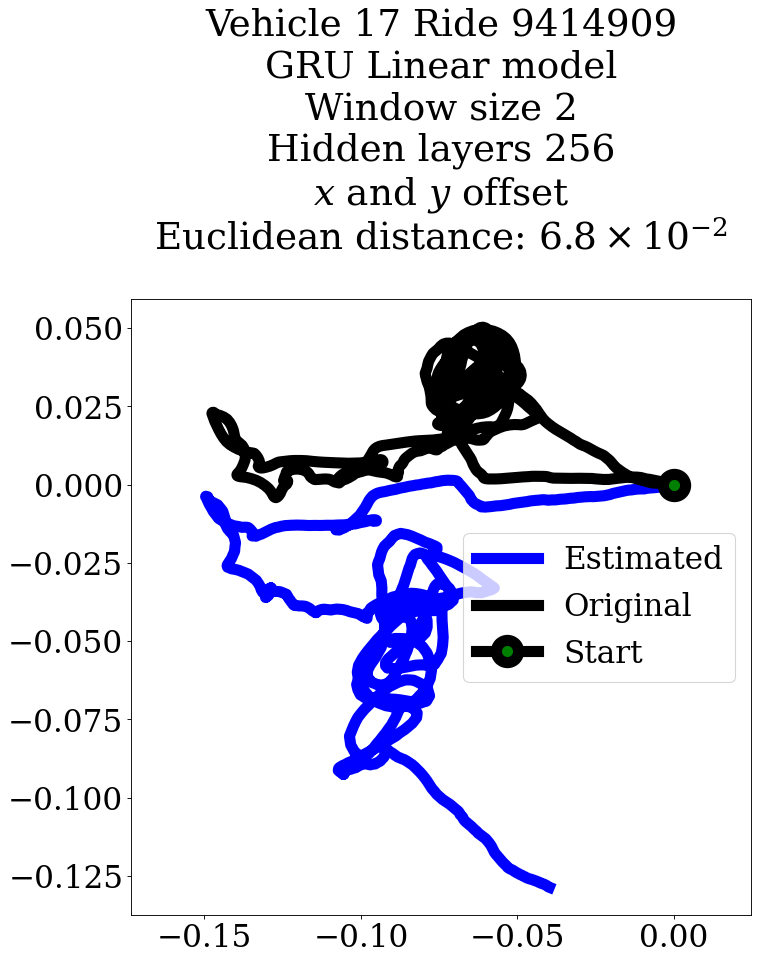 Vehicle 17 Ride 9414909
GRU Linear model
Window size 2
Hidden layers 256
x and y offset
Euclidean distance: 6.8 × 10⁻²
0.050
0.025
0.000
−0.025
−0.050
−0.075
−0.100
−0.125
Estimated
Original
Start
−0.15 −0.10 −0.05 0.00